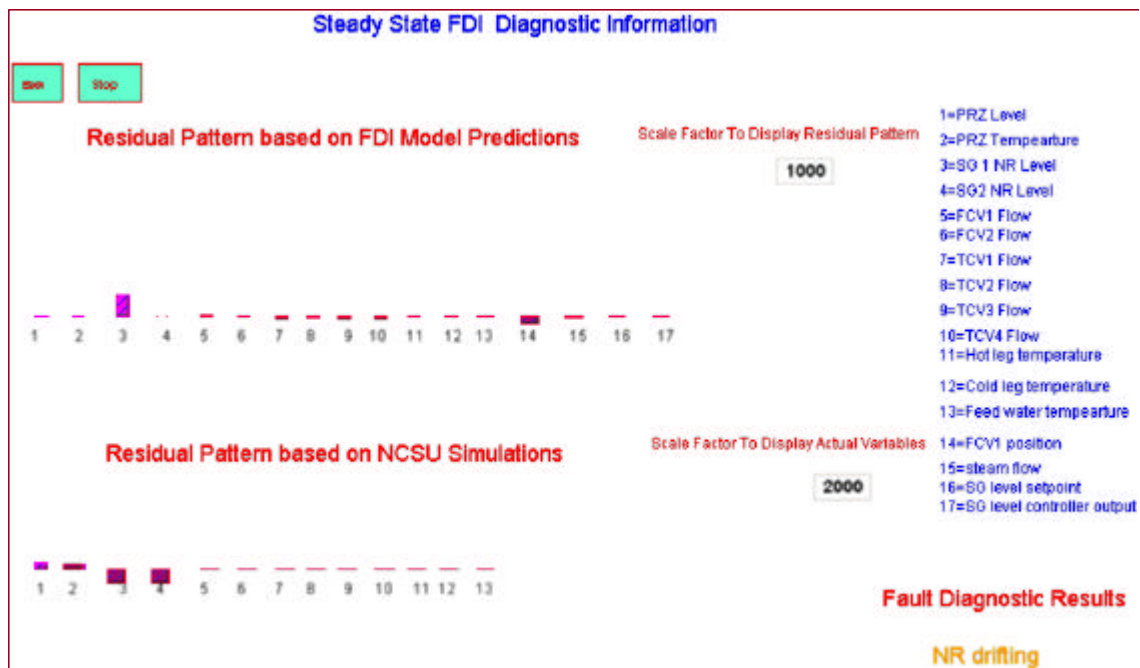 Steady State FDI Diagnostic Information
Stop
Residual Pattern based on FDI Model Predictions
Scale Factor To Display Residual Pattern
1000
1=PRZ Level
2=PRZ Tempearture
3=SG 1 NR Level
4=SG2 NR Level
5=FCV1 Flow
6=FCV2 Flow
7=TCV1 Flow
8=TCV2 Flow
9=TCV3 Flow
10=TCV4 Flow
11=Hot leg temperature
12=Cold leg temperature
13=Feed water tempearture
14=FCV1 position
15=steam flow
16=SG level setpoint
17=SG level controller output
1 2 3 4 5 6 7 8 9 10 11 12 13 14 15 16 17
Residual Pattern based on NCSU Simulations
Scale Factor To Display Actual Variables
2000
1 2 3 4 5 6 7 8 9 10 11 12 13
Fault Diagnostic Results
NR drifting